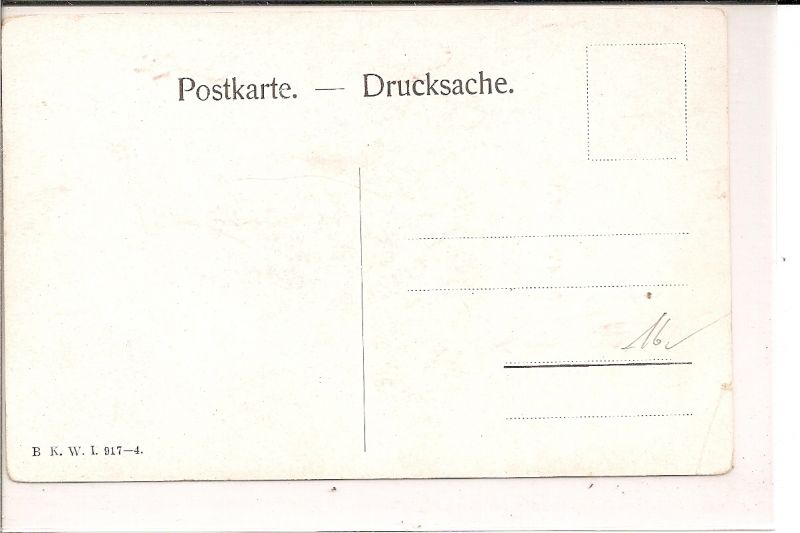 Postkarte. — Drucksache.
16
B K. W. I. 917—4.